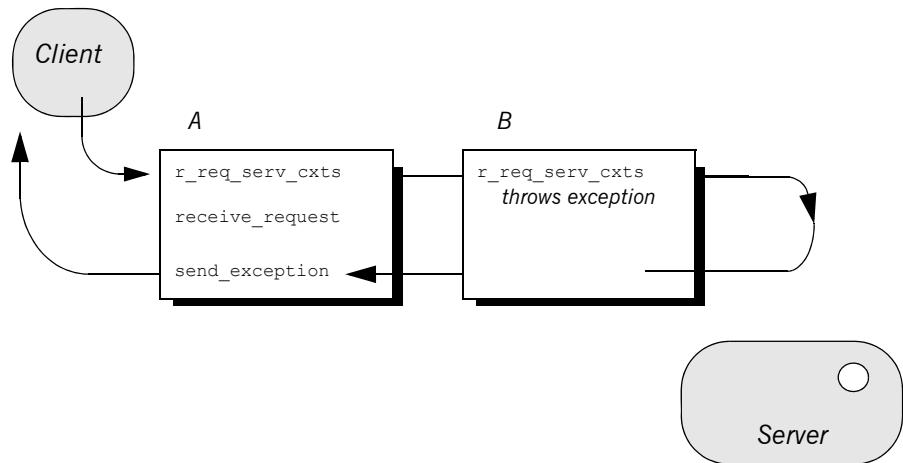 Client
A
B
r_req_serv_cxts
receive_request
send_exception
r_req_serv_cxts
throws exception
Server